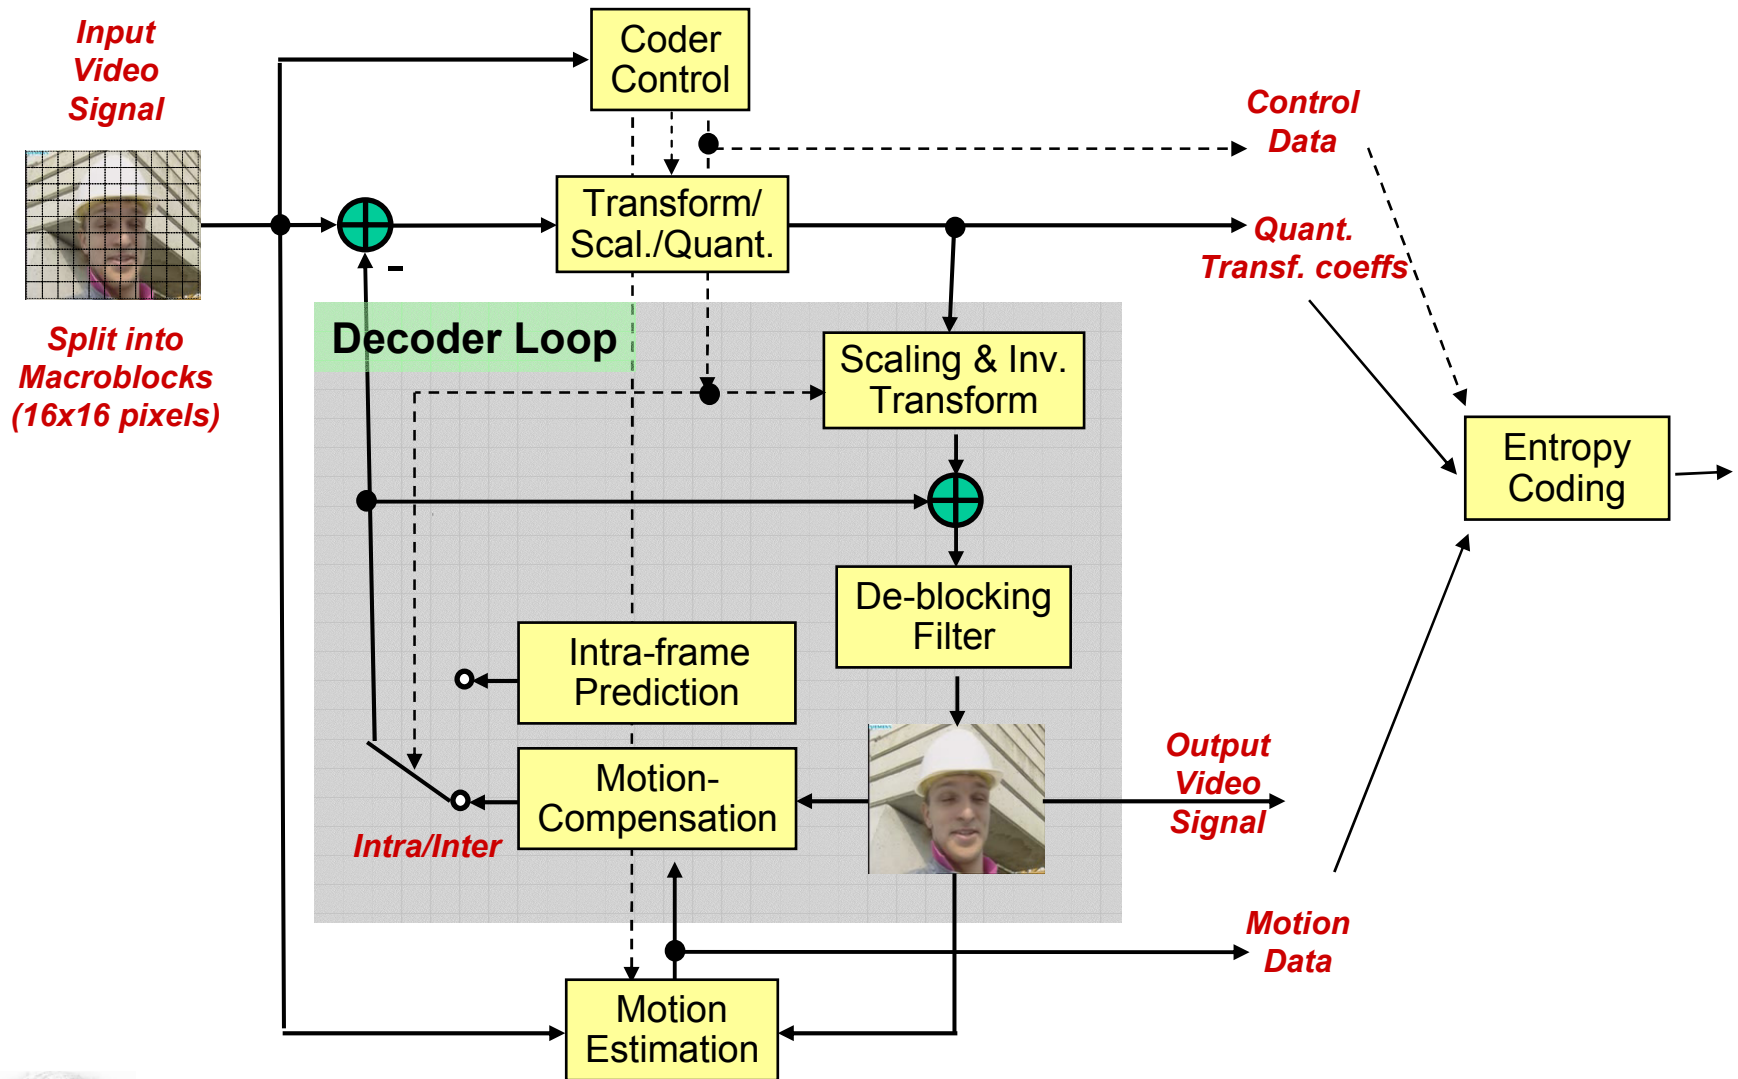 Input
Video
Signal
Coder
Control
Control
Data
Transform/
Scal./Quant.
Quant.
Transf. coeffs
-
Split into
Macroblocks
(16x16 pixels)
Decoder Loop
Scaling & Inv.
Transform
Entropy
Coding
De-blocking
Filter
Intra-frame
Prediction
Motion-
Compensation
Output
Video
Signal
Intra/Inter
Motion
Data
Motion
Estimation